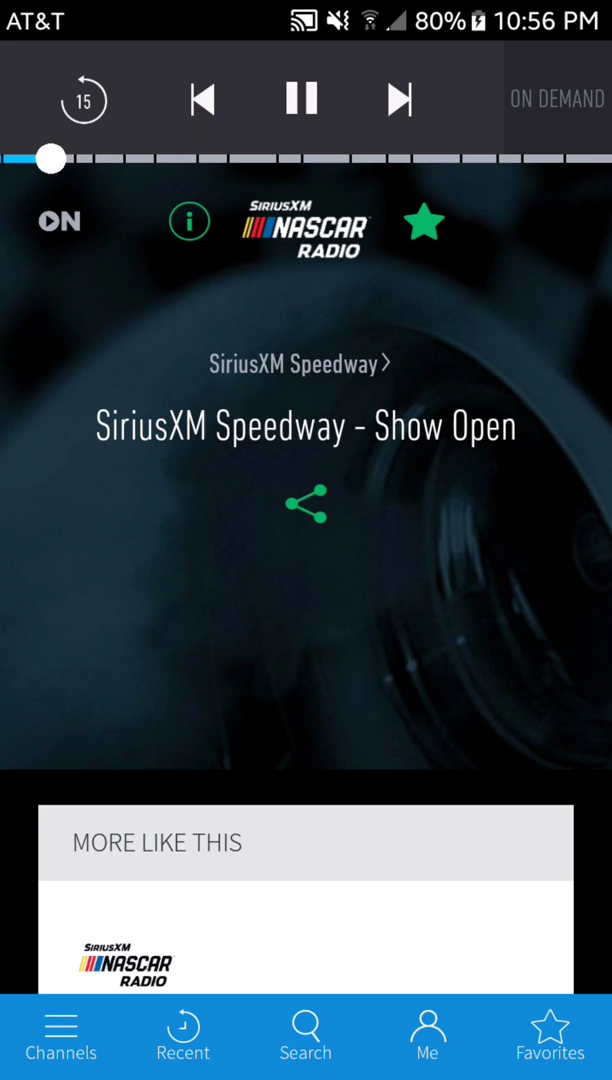 AT&T 80% 10:56 PM
15 ON DEMAND
ON
SIRIUSXM
NASCAR
RADIO
SiriusXM Speedway
SiriusXM Speedway - Show Open
MORE LIKE THIS
SIRIUSXM
NASCAR
RADIO
Channels Recent Search Me Favorites